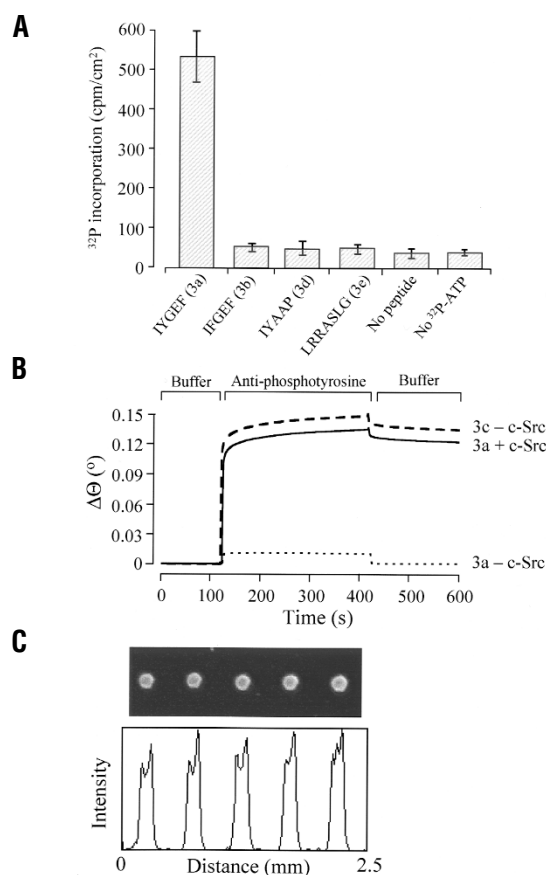 A
³²P incorporation (cpm/cm²)
600
500
400
300
200
100
0
IYGEF (3a)
IFGEF (3b)
IYAAP (3d)
LRRASLG (3e)
No peptide
No ³²P-ATP
B
Buffer
Anti-phosphotyrosine
Buffer
ΔΘ (°)
0.15
0.12
0.09
0.06
0.03
0
3c – c-Src
3a + c-Src
3a – c-Src
0 100 200 300 400 500 600
Time (s)
C
Intensity
0
Distance (mm)
2.5